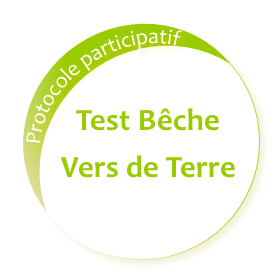 Protocole participatif
Test Bêche
Vers de Terre